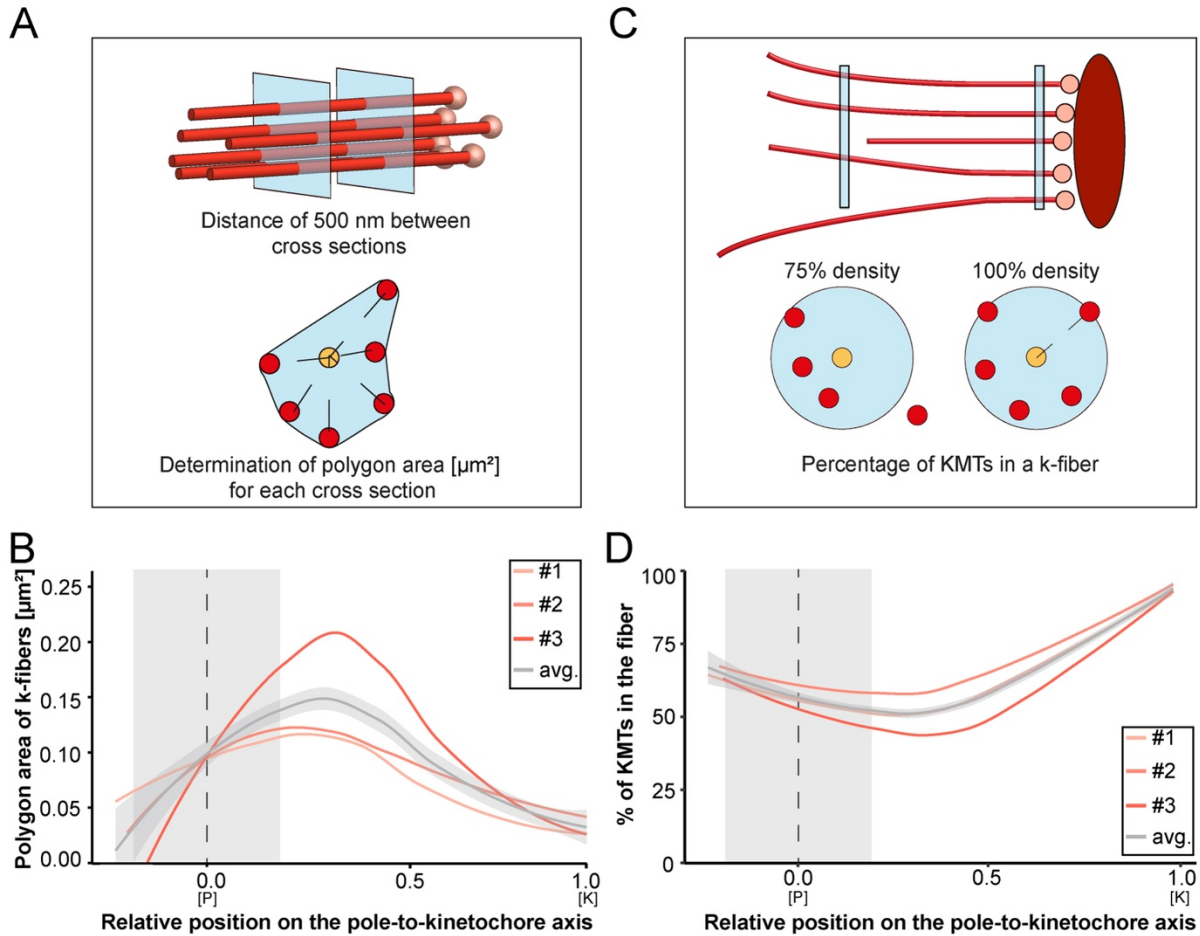 A
Distance of 500 nm between
cross sections
Determination of polygon area [µm²]
for each cross section
C
75% density
100% density
Percentage of KMTs in a k-fiber
B
Polygon area of k-fibers [µm²]
0.25
0.20
0.15
0.10
0.05
0.00
#1
#2
#3
avg.
0.0
0.5
1.0
[P]
[K]
Relative position on the pole-to-kinetochore axis
D
% of KMTs in the fiber
100
75
50
25
0
#1
#2
#3
avg.
0.0
0.5
1.0
[P]
[K]
Relative position on the pole-to-kinetochore axis